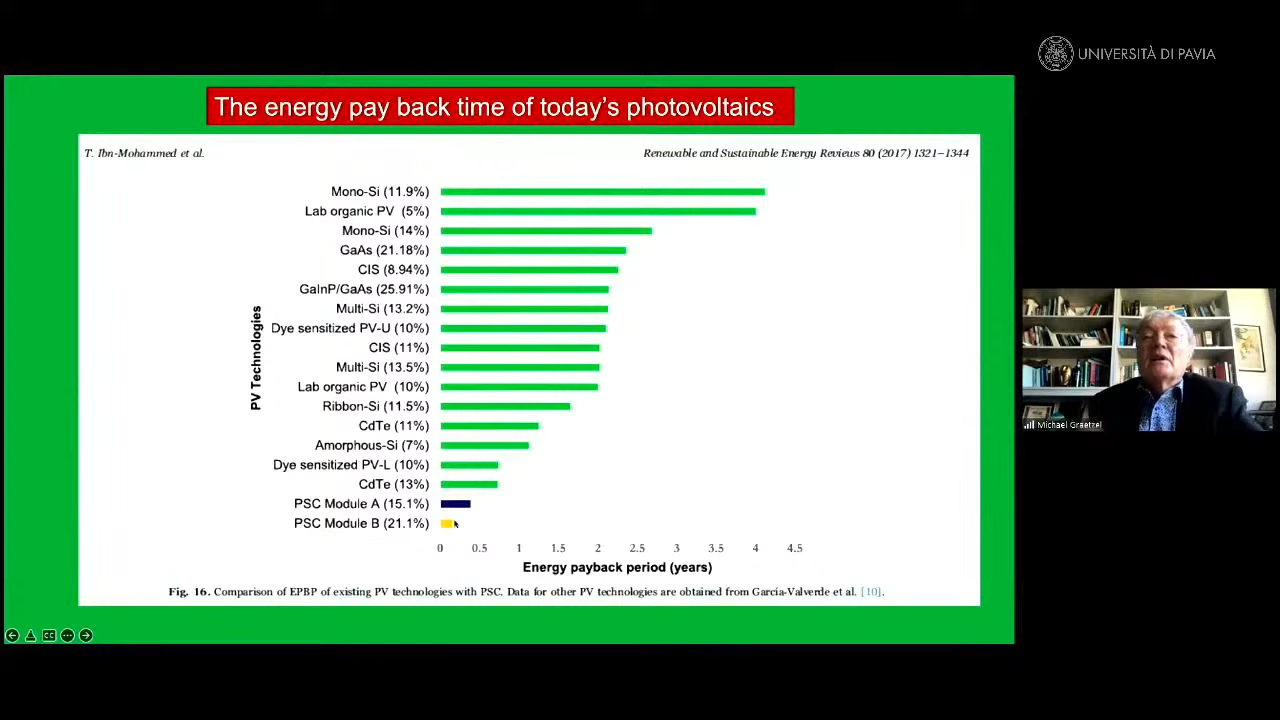 UNIVERSITÀ DI PAVIA
The energy pay back time of today's photovoltaics
T. Ibn-Mohammed et al.
Renewable and Sustainable Energy Reviews 80 (2017) 1321–1344
Mono-Si (11.9%)
Lab organic PV (5%)
Mono-Si (14%)
GaAs (21.18%)
CIS (8.94%)
GaInP/GaAs (25.91%)
Multi-Si (13.2%)
Dye sensitized PV-U (10%)
CIS (11%)
Multi-Si (13.5%)
Lab organic PV (10%)
Ribbon-Si (11.5%)
CdTe (11%)
Amorphous-Si (7%)
Dye sensitized PV-L (10%)
CdTe (13%)
PSC Module A (15.1%)
PSC Module B (21.1%)
PV Technologies
0 0.5 1 1.5 2 2.5 3 3.5 4 4.5
Energy payback period (years)
Fig. 16. Comparison of EPBP of existing PV technologies with PSC. Data for other PV technologies are obtained from García-Valverde et al. [10].
Michael Graetzel
CC